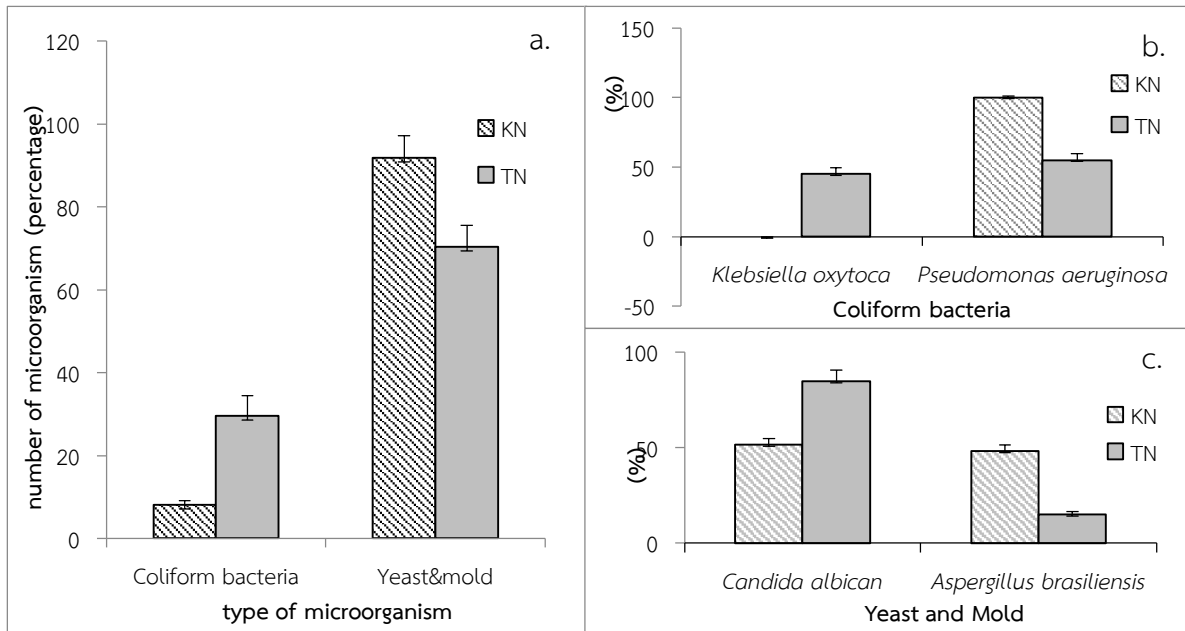 a.
number of microorganism (percentage)
120
100
80
60
40
20
0
KN
TN
Coliform bacteria
Yeast&mold
type of microorganism
b.
(%)
150
100
50
0
-50
KN
TN
Klebsiella oxytoca
Pseudomonas aeruginosa
Coliform bacteria
c.
(%)
100
50
0
KN
TN
Candida albican
Aspergillus brasiliensis
Yeast and Mold